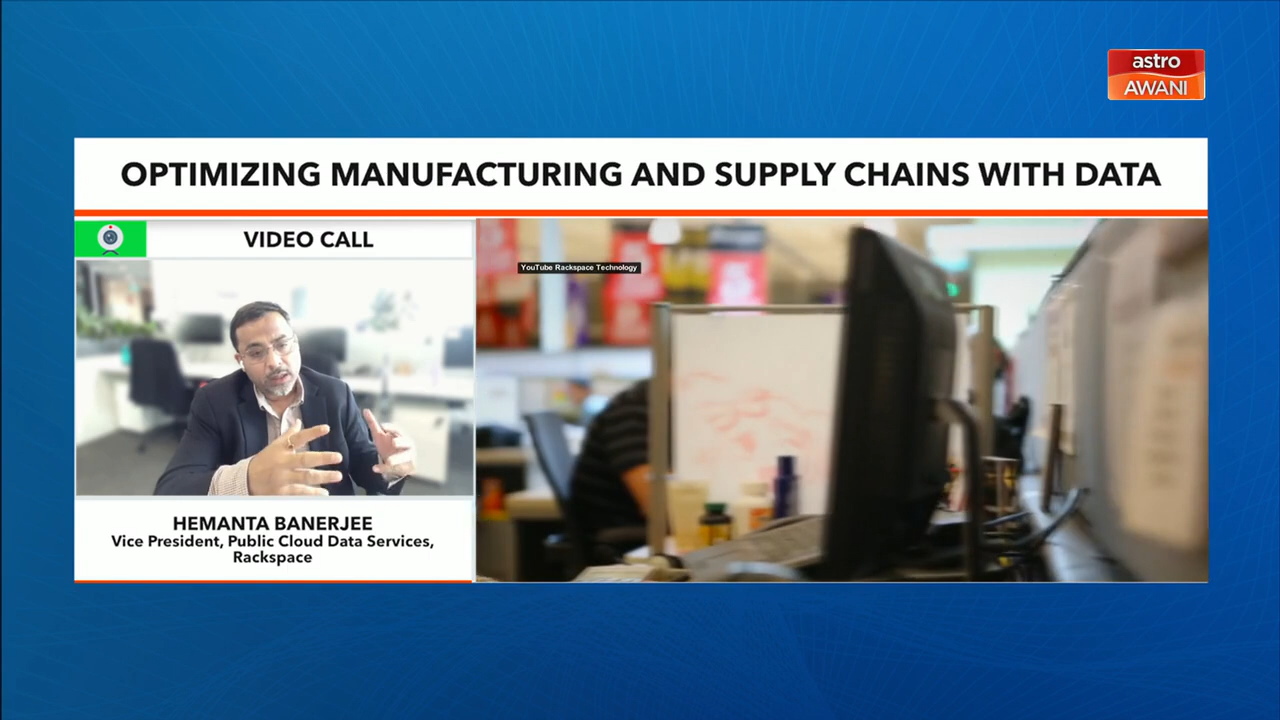 astro
AWANI
OPTIMIZING MANUFACTURING AND SUPPLY CHAINS WITH DATA
VIDEO CALL
YouTube Rackspace Technology
HEMANTA BANERJEE
Vice President, Public Cloud Data Services,
Rackspace